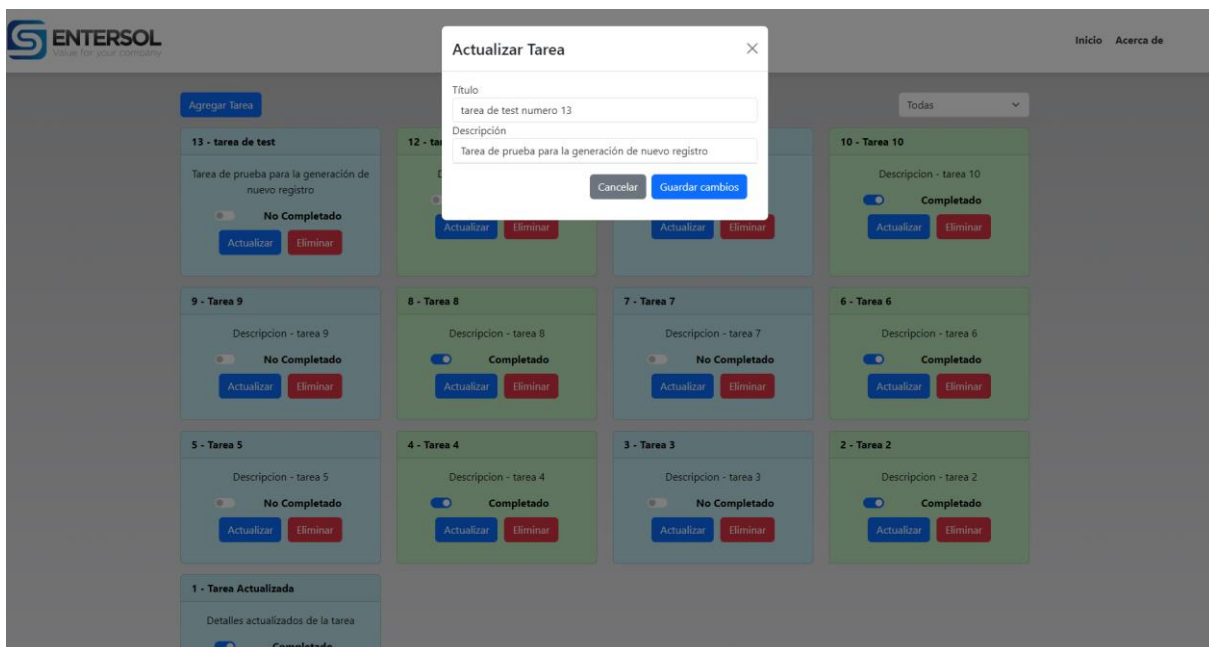 ENTERSOL
Value for your company
Inicio Acerca de
Actualizar Tarea
Título
tarea de test numero 13
Descripción
Tarea de prueba para la generación de nuevo registro
Cancelar Guardar cambios
Agregar Tarea
Todas
13 - tarea de test
Tarea de prueba para la generación de
nuevo registro
No Completado
Actualizar Eliminar
12 -
Actualizar Eliminar
Actualizar Eliminar
10 - Tarea 10
Descripcion - tarea 10
Completado
Actualizar Eliminar
9 - Tarea 9
Descripcion - tarea 9
No Completado
Actualizar Eliminar
8 - Tarea 8
Descripcion - tarea 8
Completado
Actualizar Eliminar
7 - Tarea 7
Descripcion - tarea 7
No Completado
Actualizar Eliminar
6 - Tarea 6
Descripcion - tarea 6
Completado
Actualizar Eliminar
5 - Tarea 5
Descripcion - tarea 5
No Completado
Actualizar Eliminar
4 - Tarea 4
Descripcion - tarea 4
Completado
Actualizar Eliminar
3 - Tarea 3
Descripcion - tarea 3
No Completado
Actualizar Eliminar
2 - Tarea 2
Descripcion - tarea 2
Completado
Actualizar Eliminar
1 - Tarea Actualizada
Detalles actualizados de la tarea
Completado